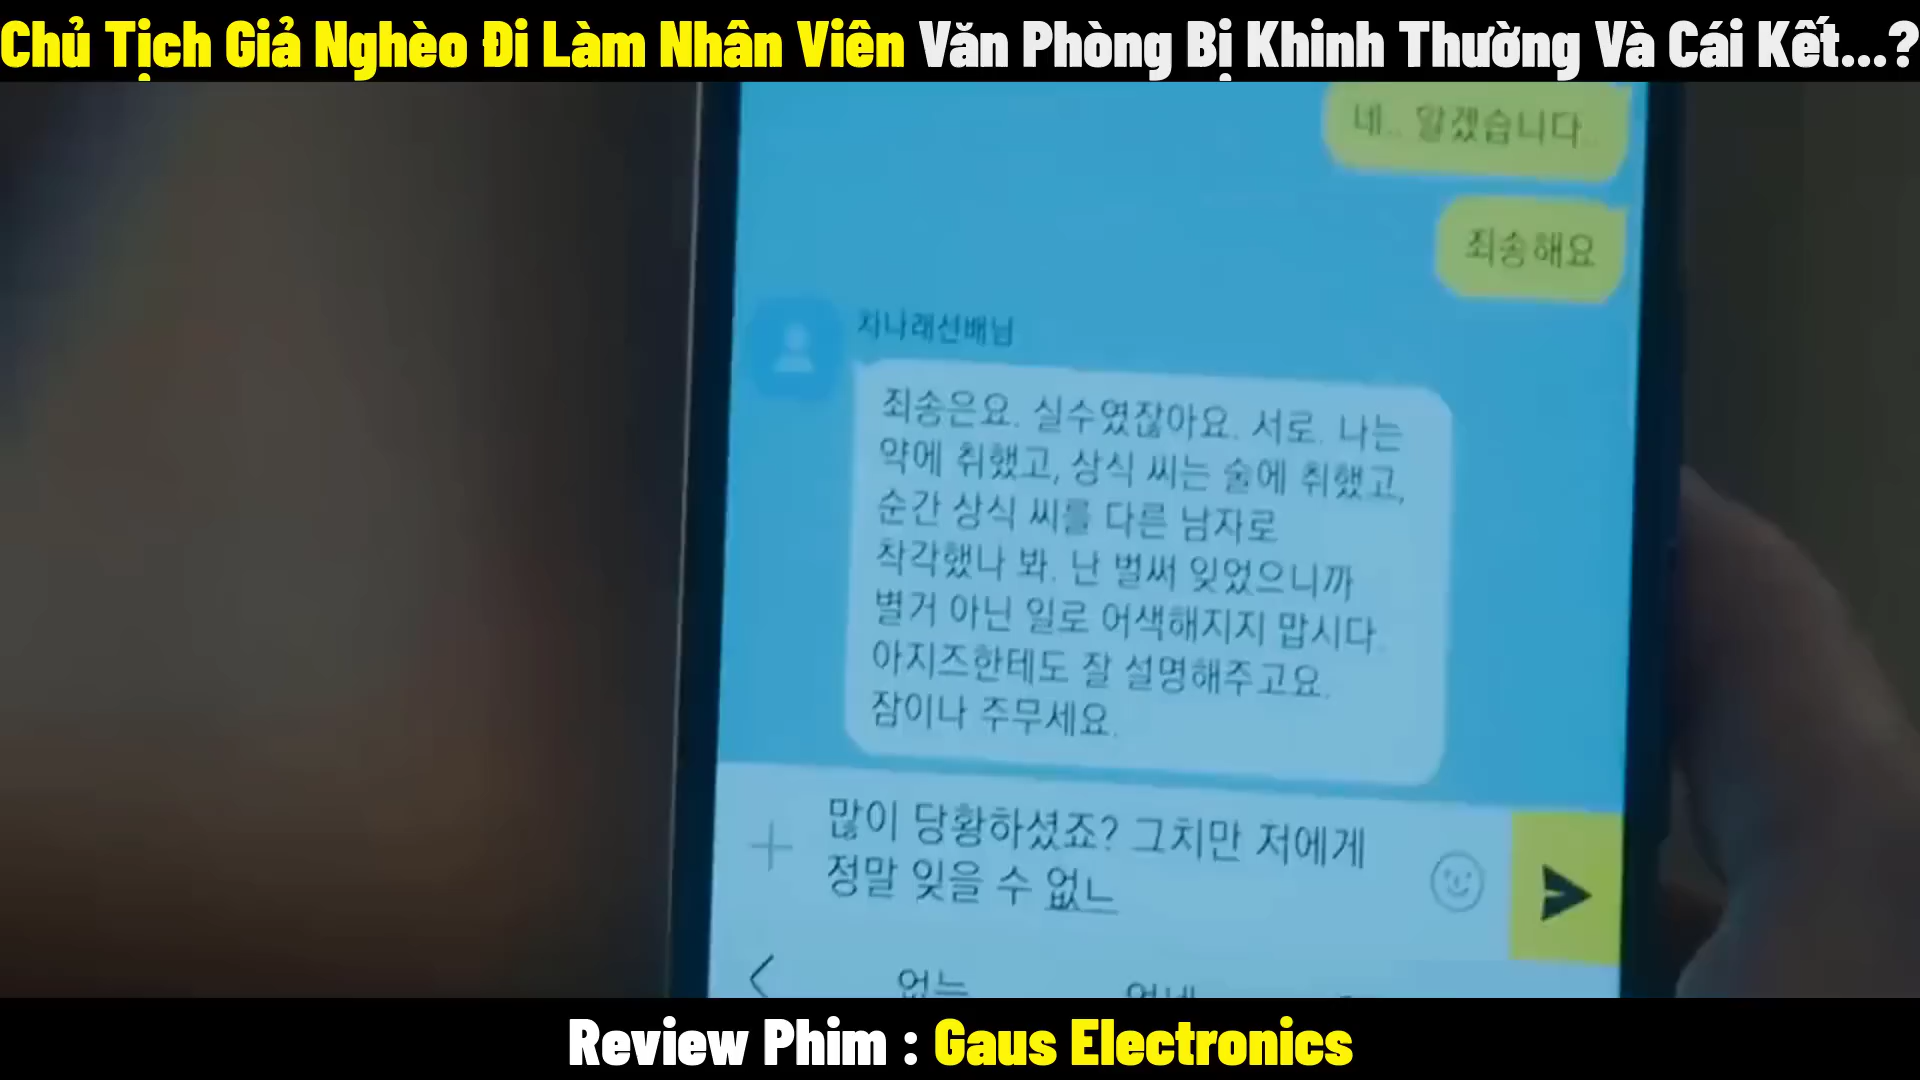 Chủ Tịch Giả Nghèo Đi Làm Nhân Viên Văn Phòng Bị Khinh Thường Và Cái Kết...?
네.. 알겠습니다..
죄송해요
차나래선배님
죄송은요. 실수였잖아요. 서로. 나는
약에 취했고, 상식 씨는 술에 취했고,
순간 상식 씨를 다른 남자로
착각했나 봐. 난 벌써 잊었으니까
별거 아닌 일로 어색해지지 맙시다.
아지즈한테도 잘 설명해주고요.
잠이나 주무세요.
많이 당황하셨죠? 그치만 저에게
정말 잊을 수 없느
없느
Review Phim : Gaus Electronics